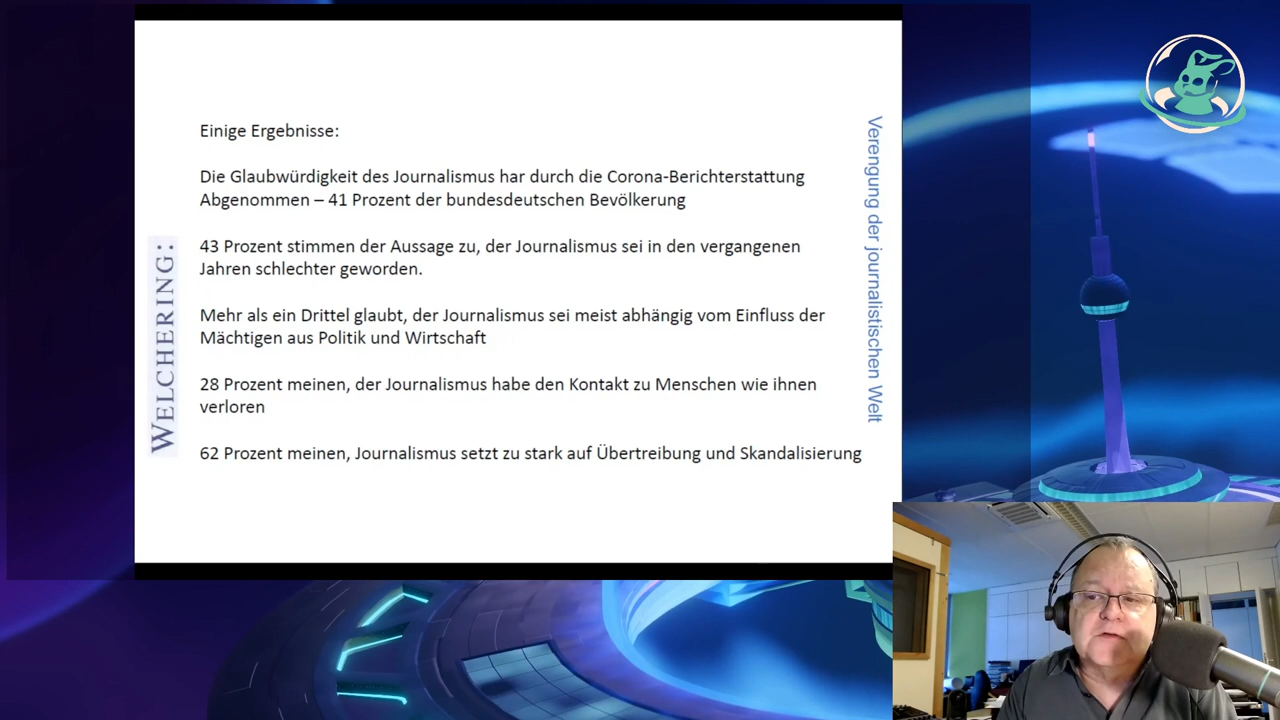 Einige Ergebnisse:
Die Glaubwürdigkeit des Journalismus har durch die Corona-Berichterstattung
Abgenommen – 41 Prozent der bundesdeutschen Bevölkerung
43 Prozent stimmen der Aussage zu, der Journalismus sei in den vergangenen
Jahren schlechter geworden.
Mehr als ein Drittel glaubt, der Journalismus sei meist abhängig vom Einfluss der
Mächtigen aus Politik und Wirtschaft
28 Prozent meinen, der Journalismus habe den Kontakt zu Menschen wie ihnen
verloren
62 Prozent meinen, Journalismus setzt zu stark auf Übertreibung und Skandalisierung
WELCHERING:
Verengung der journalistischen Welt